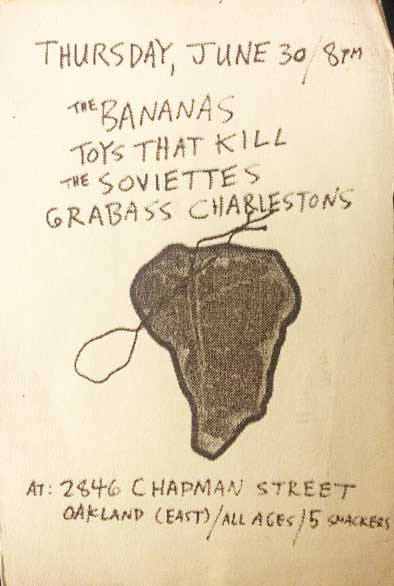 THURSDAY, JUNE 30/8PM
THE BANANAS
TOYS THAT KILL
THE SOVIETTES
GRABASS CHARLESTONS
AT: 2846 CHAPMAN STREET
OAKLAND (EAST)/ALL AGES/5 SMACKERS